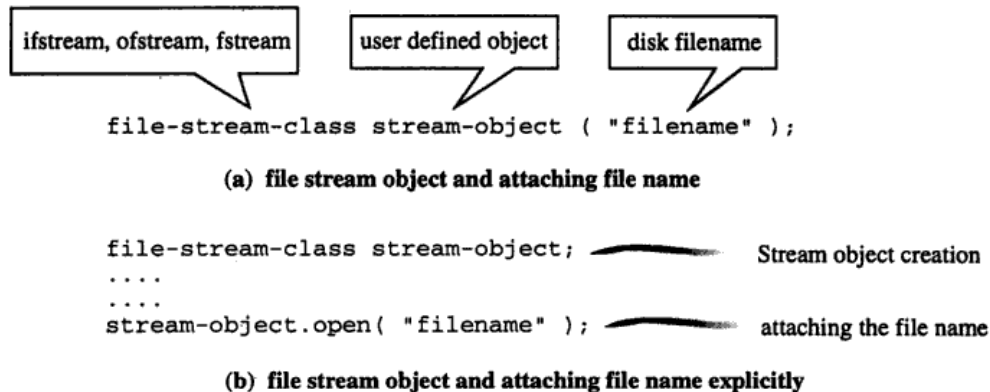 ifstream, ofstream, fstream user defined object disk filename
file-stream-class stream-object ( "filename" );
(a) file stream object and attaching file name
file-stream-class stream-object; Stream object creation
....
....
stream-object.open( "filename" ); attaching the file name
(b) file stream object and attaching file name explicitly